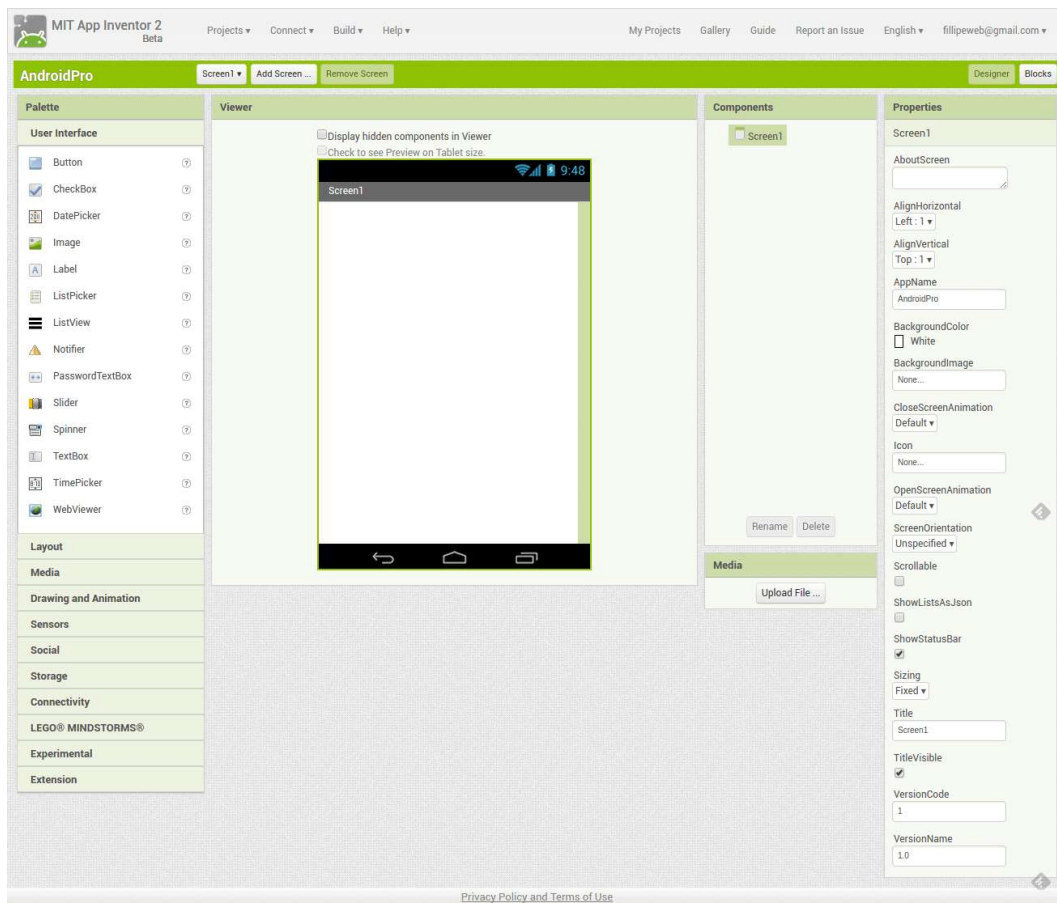 MIT App Inventor 2
Beta
Projects Connect Build Help My Projects Gallery Guide Report an Issue English fillipeweb@gmail.com
AndroidPro Screen1 Add Screen ... Remove Screen Designer Blocks
Palette
User Interface
Button
CheckBox
DatePicker
Image
Label
ListPicker
ListView
Notifier
PasswordTextBox
Slider
Spinner
TextBox
TimePicker
WebViewer
Layout
Media
Drawing and Animation
Sensors
Social
Storage
Connectivity
LEGO® MINDSTORMS®
Experimental
Extension
Viewer
Display hidden components in Viewer
Check to see Preview on Tablet size.
9:48
Screen1
Components
Screen1
Rename Delete
Media
Upload File ...
Properties
Screen1
AboutScreen
AlignHorizontal
Left : 1
AlignVertical
Top : 1
AppName
AndroidPro
BackgroundColor
White
BackgroundImage
None...
CloseScreenAnimation
Default
Icon
None...
OpenScreenAnimation
Default
ScreenOrientation
Unspecified
Scrollable
ShowListsAsJson
ShowStatusBar
Sizing
Fixed
Title
Screen1
TitleVisible
VersionCode
1
VersionName
1.0
Privacy Policy and Terms of Use